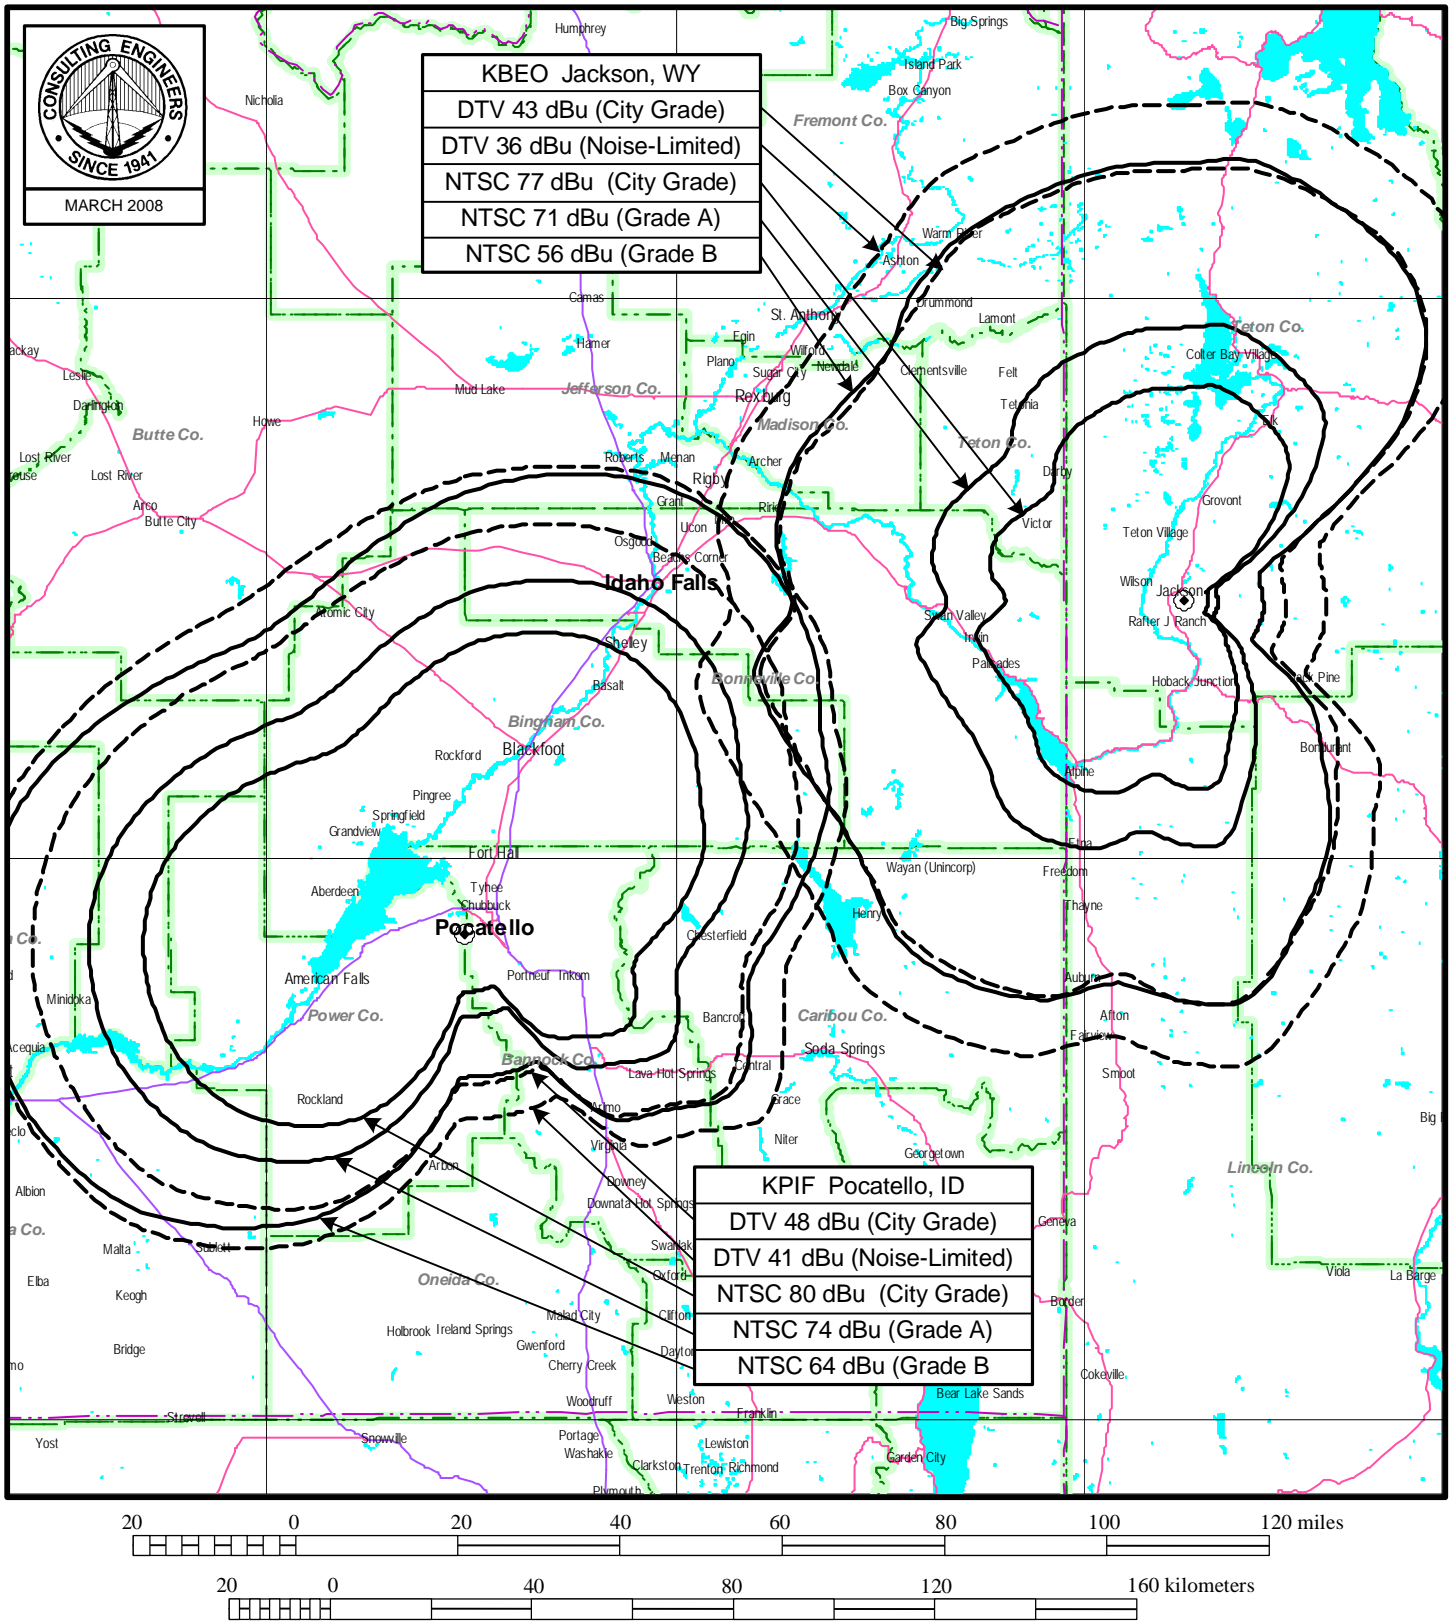 CONSULTING ENGINEERS
• SINCE 1941 •
MARCH 2008
KBEO Jackson, WY
DTV 43 dBu (City Grade)
DTV 36 dBu (Noise-Limited)
NTSC 77 dBu (City Grade)
NTSC 71 dBu (Grade A)
NTSC 56 dBu (Grade B
Humphrey
Big Springs
Island Park
Box Canyon
Nicholia
Fremont Co.
Warm River
Ashton
Camas
Drummond
St. Anthony
Lamont
Teton Co.
Hamer
Egin
Wilford
Plano
Newdale
Sugar City
Clementsville
Felt
Colter Bay Village
ackay
Leslie
Mud Lake
Jefferson Co.
Rexburg
Tetonia
Darlington
Howe
Madison Co.
Elk
Butte Co.
Teton Co.
Lost River
Lost River
Roberts
Menan
Archer
Darby
ouse
Rigby
Grovont
Arco
Grant
Ririe
Butte City
Ucon
Victor
Teton Village
Osgood
Beaches Corner
Idaho Falls
Wilson
Jackson
Atomic City
Swan Valley
Rafter J Ranch
Shelley
Irwin
Palisades
Basalt
Bonneville Co.
Hoback Junction
Bingham Co.
Blackfoot
Rockford
Bondurant
Alpine
Pingree
Springfield
Grandview
Etna
Fort Hall
Wayan (Unincorp)
Freedom
Aberdeen
Tyhee
Chubbuck
Thayne
Henry
Pocatello
Chesterfield
n Co.
d
American Falls
Portneuf
Inkom
Auburn
Minidoka
Power Co.
Bancroft
Caribou Co.
Afton
Fairview
Acequia
Bannock Co.
Soda Springs
Lava Hot Springs
Central
Smoot
Rockland
Arimo
Grace
eclo
Virginia
Niter
Georgetown
Arbon
Lincoln Co.
Albion
Downey
Downata Hot Springs
a Co.
Geneva
Malta
Sublett
Swanlak
Elba
Oneida Co.
Oxford
Viola
La Barge
Keogh
Border
Malad City
Clifton
Holbrook
Ireland Springs
Bridge
Gwenford
Dayto
mo
Cherry Creek
Cokeville
KPIF Pocatello, ID
DTV 48 dBu (City Grade)
DTV 41 dBu (Noise-Limited)
NTSC 80 dBu (City Grade)
NTSC 74 dBu (Grade A)
NTSC 64 dBu (Grade B
Woodruff
Weston
Bear Lake Sands
Strevell
Franklin
Yost
Snowville
Portage
Washakie
Lewiston
Garden City
Clarkston
Trenton
Richmond
Plymouth
20 0 20 40 60 80 100 120 miles
20 0 40 80 120 160 kilometers